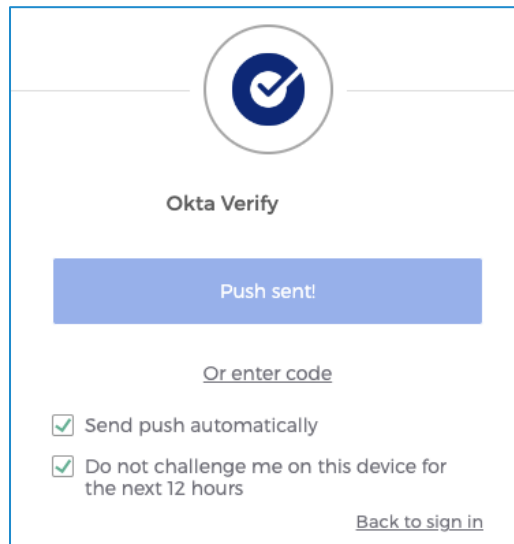 Okta Verify
Push sent!
Or enter code
Send push automatically
Do not challenge me on this device for
the next 12 hours
Back to sign in